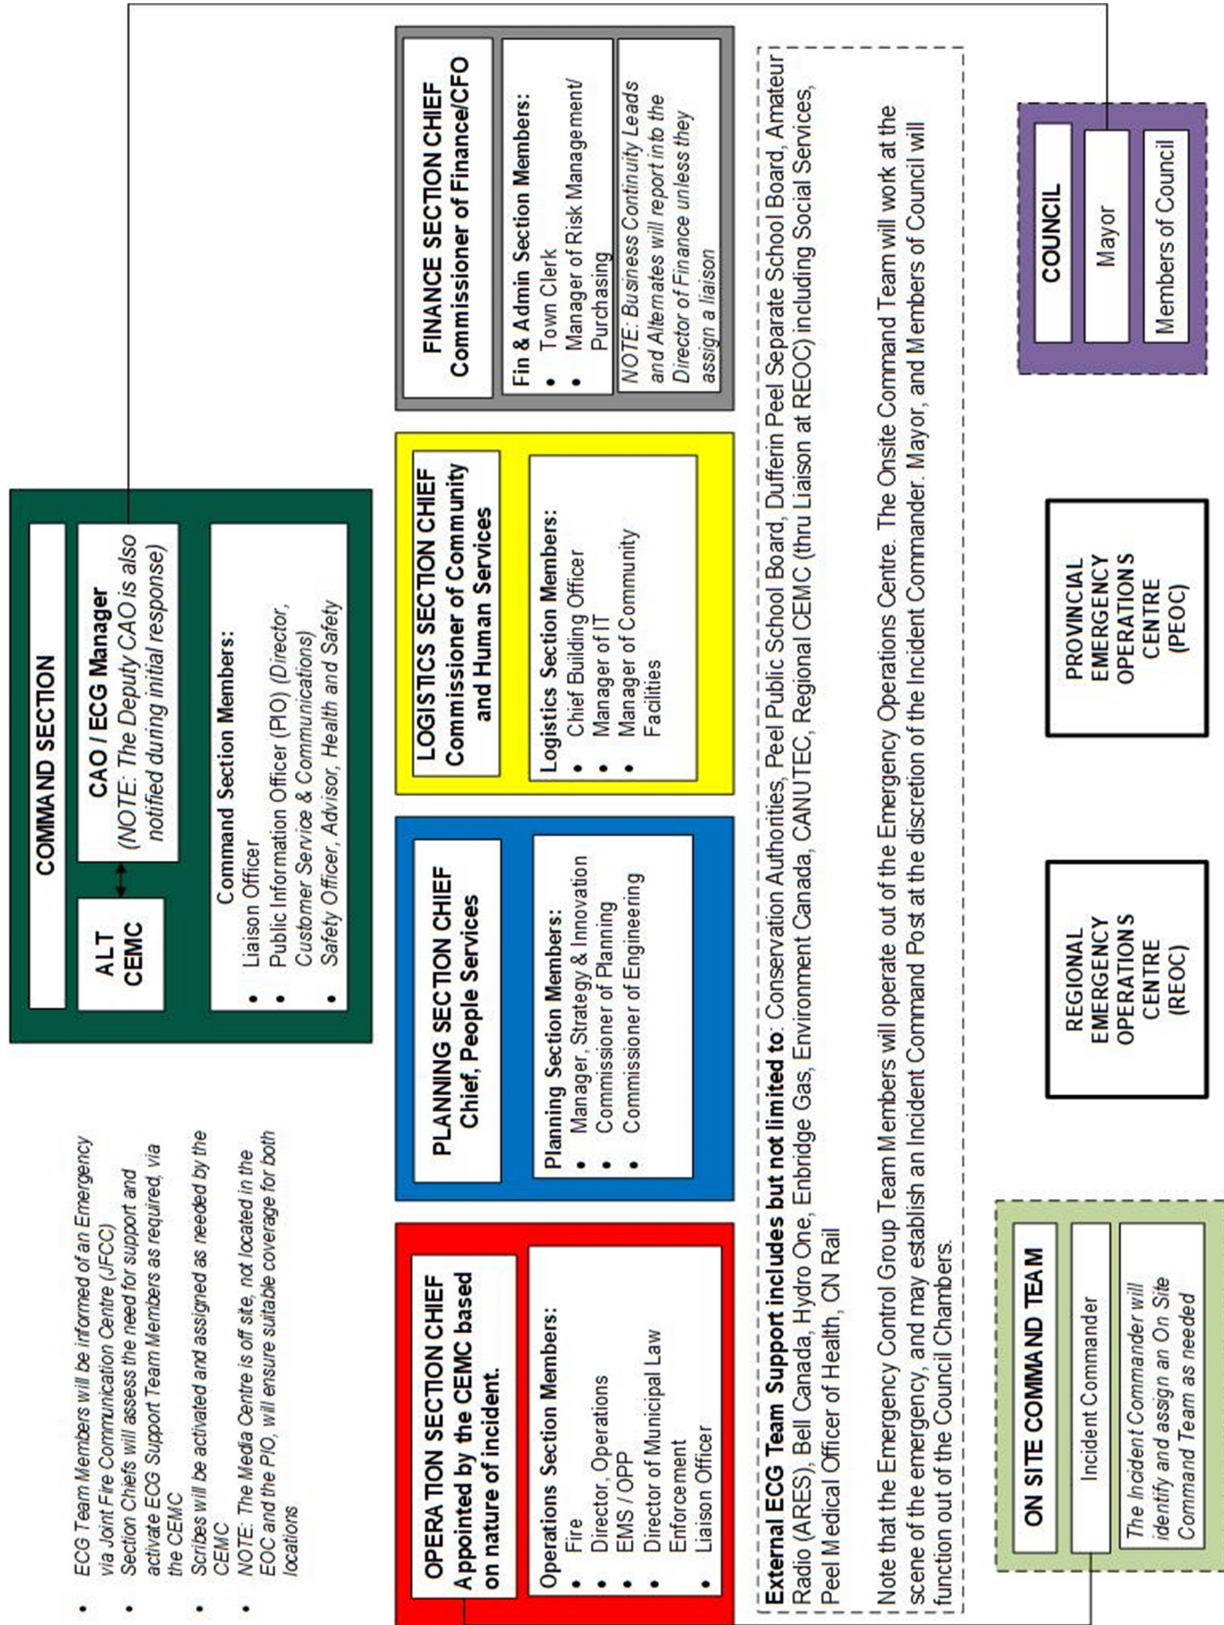 • ECG Team Members will be informed of an Emergency
via Joint Fire Communication Centre (JFCC)
• Section Chiefs will assess the need for support and
activate ECG Support Team Members as required, via
the CEMC
• Scribes will be activated and assigned as needed by the
CEMC
• NOTE: The Media Centre is off site, not located in the
EOC and the PIO, will ensure suitable coverage for both
locations
COMMAND SECTION
ALT
CEMC
CAO / ECG Manager
(NOTE: The Deputy CAO is also
notified during initial response)
Command Section Members:
• Liaison Officer
• Public Information Officer (PIO) (Director,
Customer Service & Communications)
• Safety Officer, Advisor, Health and Safety
OPERATION SECTION CHIEF
Appointed by the CEMC based
on nature of incident.
Operations Section Members:
• Fire
• Director, Operations
• EMS / OPP
• Director of Municipal Law
Enforcement
• Liaison Officer
PLANNING SECTION CHIEF
Chief, People Services
Planning Section Members:
• Manager, Strategy & Innovation
• Commissioner of Planning
• Commissioner of Engineering
LOGISTICS SECTION CHIEF
Commissioner of Community
and Human Services
Logistics Section Members:
• Chief Building Officer
• Manager of IT
• Manager of Community
Facilities
FINANCE SECTION CHIEF
Commissioner of Finance/CFO
Fin & Admin Section Members:
• Town Clerk
• Manager of Risk Management/
Purchasing
NOTE: Business Continuity Leads
and Alternates will report into the
Director of Finance unless they
assign a liaison
External ECG Team Support includes but not limited to: Conservation Authorities, Peel Public School Board, Dufferin Peel Separate School Board, Amateur
Radio (ARES), Bell Canada, Hydro One, Enbridge Gas, Environment Canada, CANUTEC, Regional CEMC (thru Liaison at REOC) including Social Services,
Peel Medical Officer of Health, CN Rail
Note that the Emergency Control Group Team Members will operate out of the Emergency Operations Centre. The Onsite Command Team will work at the
scene of the emergency, and may establish an Incident Command Post at the discretion of the Incident Commander. Mayor, and Members of Council will
function out of the Council Chambers.
ON SITE COMMAND TEAM
Incident Commander
The Incident Commander will
identify and assign an On Site
Command Team as needed
REGIONAL
EMERGENCY
OPERATIONS
CENTRE
(REOC)
PROVINCIAL
EMERGENCY
OPERATIONS
CENTRE
(PEOC)
COUNCIL
Mayor
Members of Council